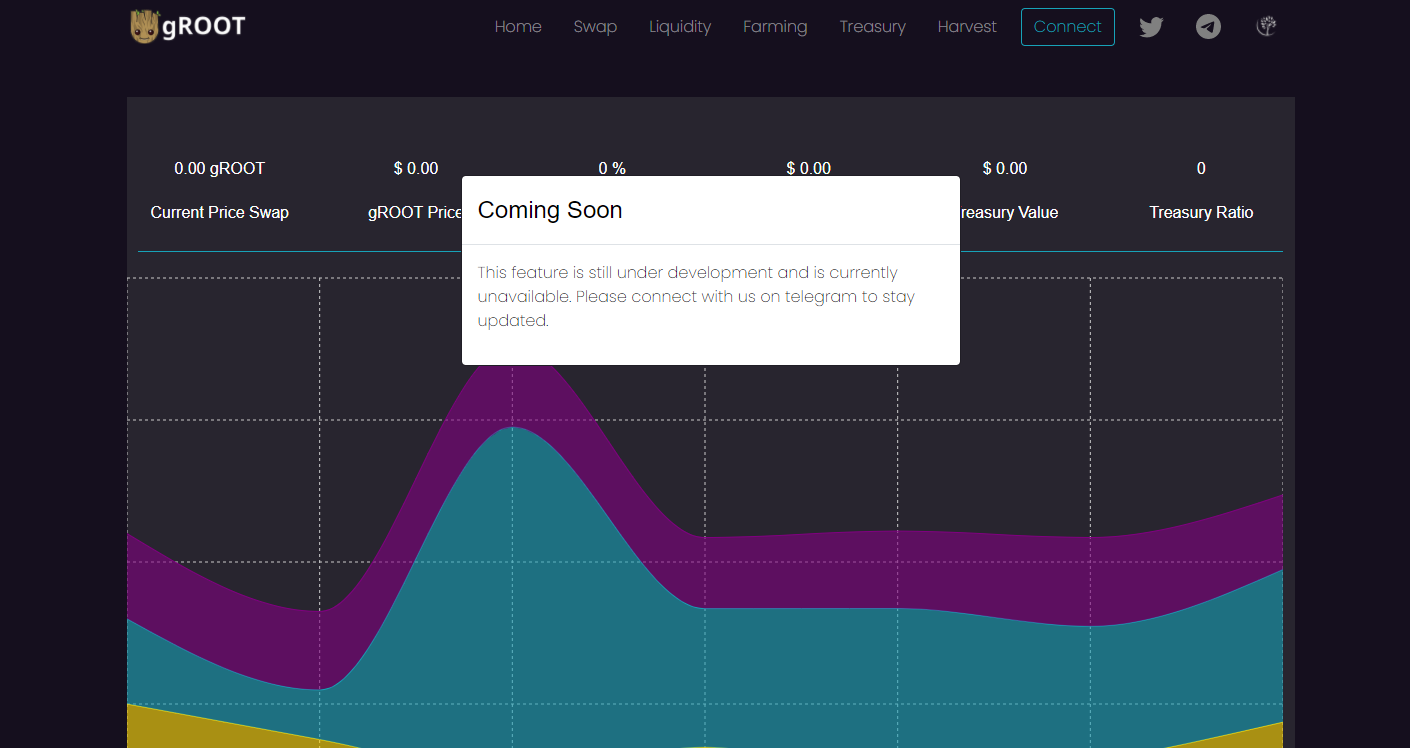 gROOT
Home Swap Liquidity Farming Treasury Harvest Connect
0.00 gROOT $ 0.00 0 % $ 0.00 $ 0.00 0
Current Price Swap gROOT Price reasury Value Treasury Ratio
Coming Soon
This feature is still under development and is currently
unavailable. Please connect with us on telegram to stay
updated.